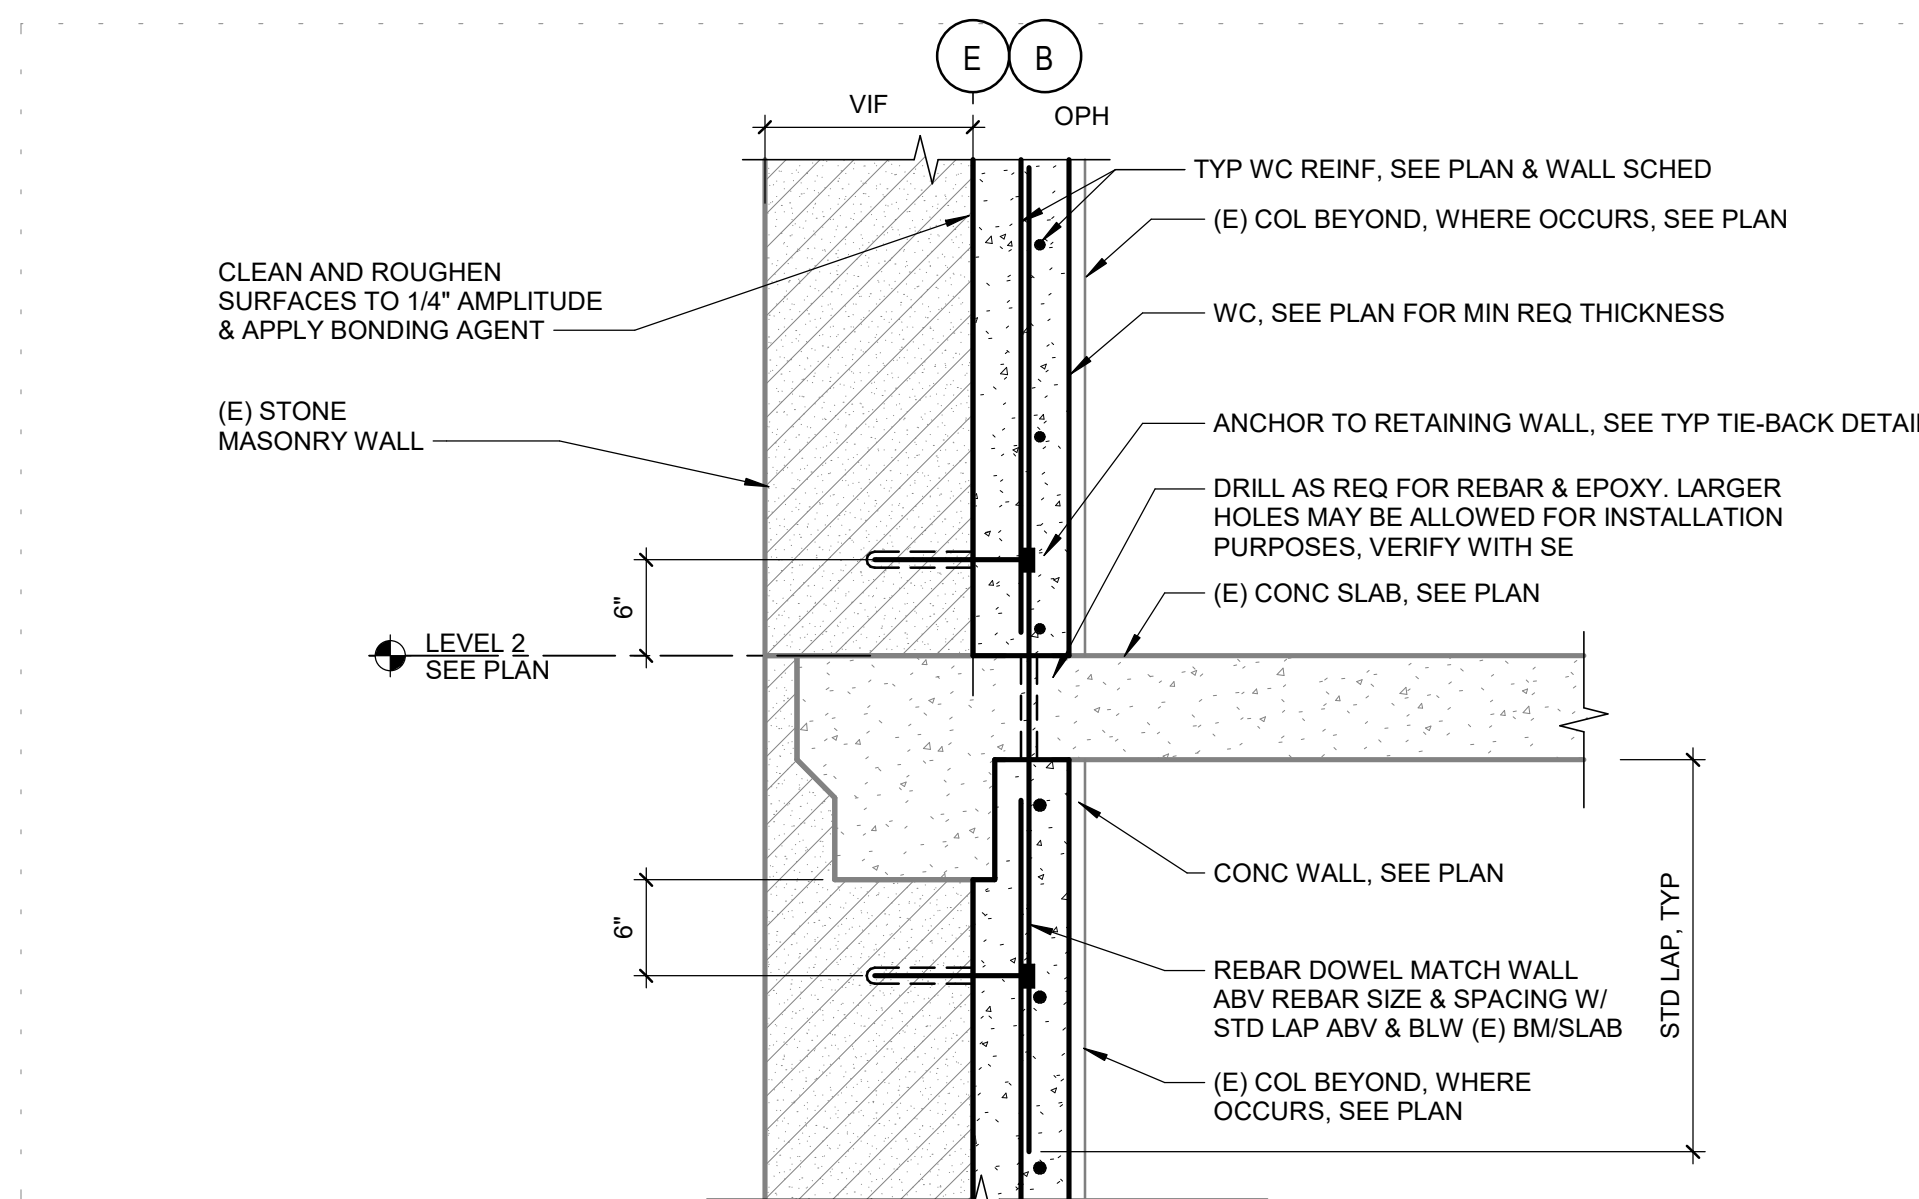 E B
VIF
OPH
TYP WC REINF, SEE PLAN & WALL SCHED
(E) COL BEYOND, WHERE OCCURS, SEE PLAN
CLEAN AND ROUGHEN
SURFACES TO 1/4" AMPLITUDE
& APPLY BONDING AGENT
WC, SEE PLAN FOR MIN REQ THICKNESS
(E) STONE
MASONRY WALL
ANCHOR TO RETAINING WALL, SEE TYP TIE-BACK DETAIL
DRILL AS REQ FOR REBAR & EPOXY. LARGER
HOLES MAY BE ALLOWED FOR INSTALLATION
PURPOSES, VERIFY WITH SE
(E) CONC SLAB, SEE PLAN
6"
LEVEL 2
SEE PLAN
CONC WALL, SEE PLAN
6"
REBAR DOWEL MATCH WALL
ABV REBAR SIZE & SPACING W/
STD LAP ABV & BLW (E) BM/SLAB
STD LAP, TYP
(E) COL BEYOND, WHERE
OCCURS, SEE PLAN